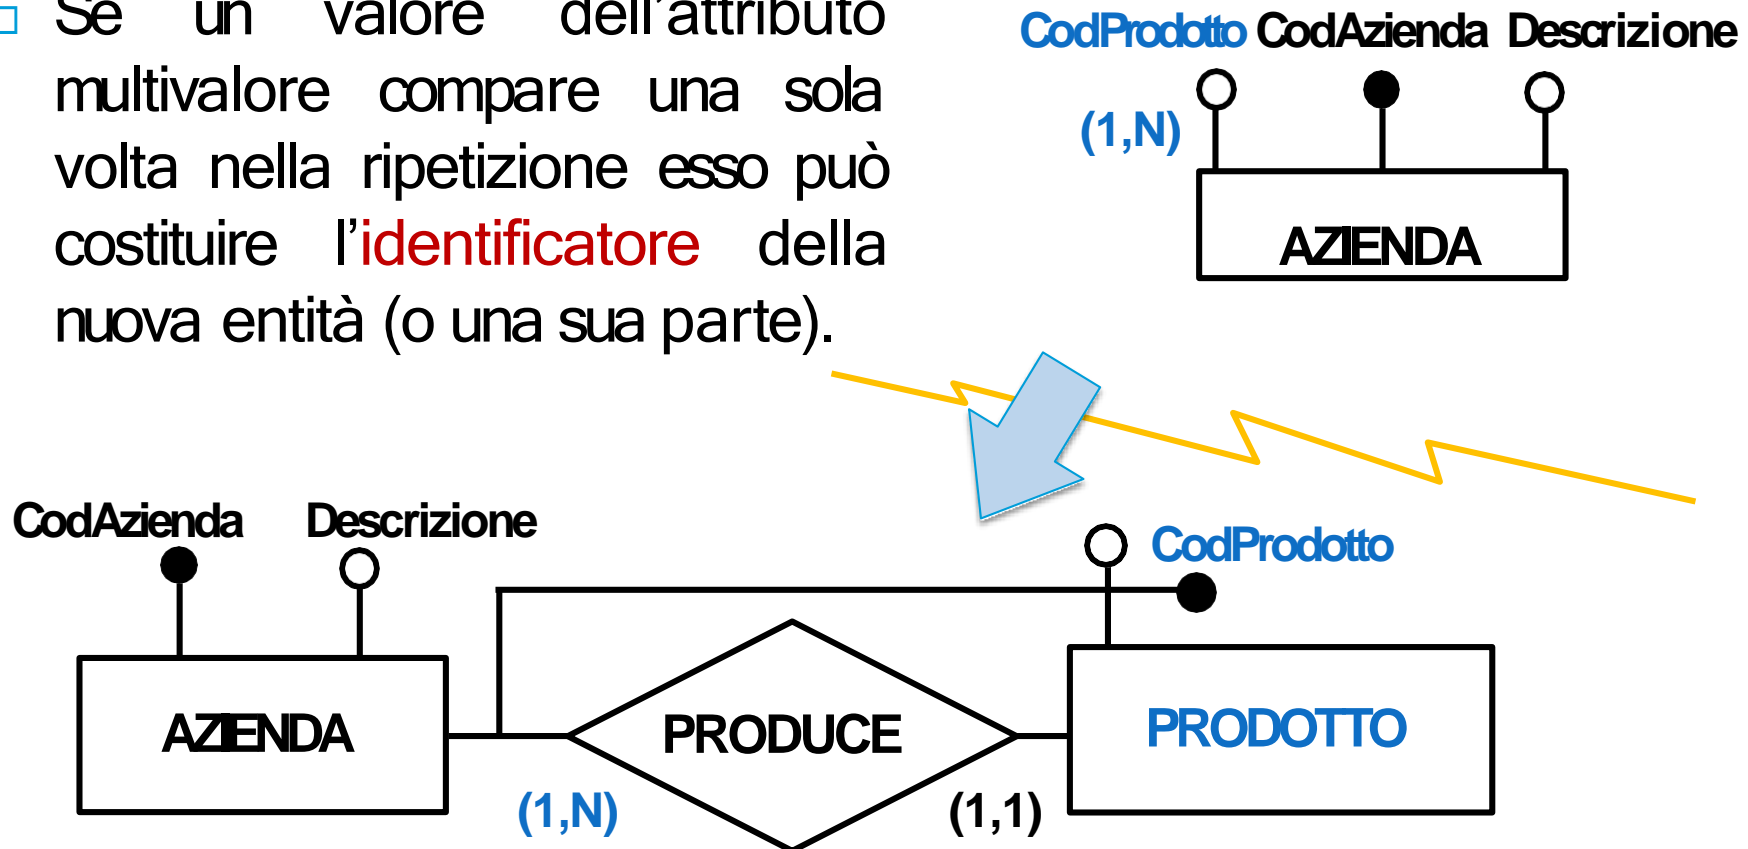 Se un valore dell'attributo
multivalore compare una sola
volta nella ripetizione esso può
costituire l'identificatore della
nuova entità (o una sua parte).
CodProdotto CodAzienda Descrizione
(1,N)
AZIENDA
CodAzienda Descrizione
CodProdotto
AZIENDA
PRODUCE
PRODOTTO
(1,N)
(1,1)